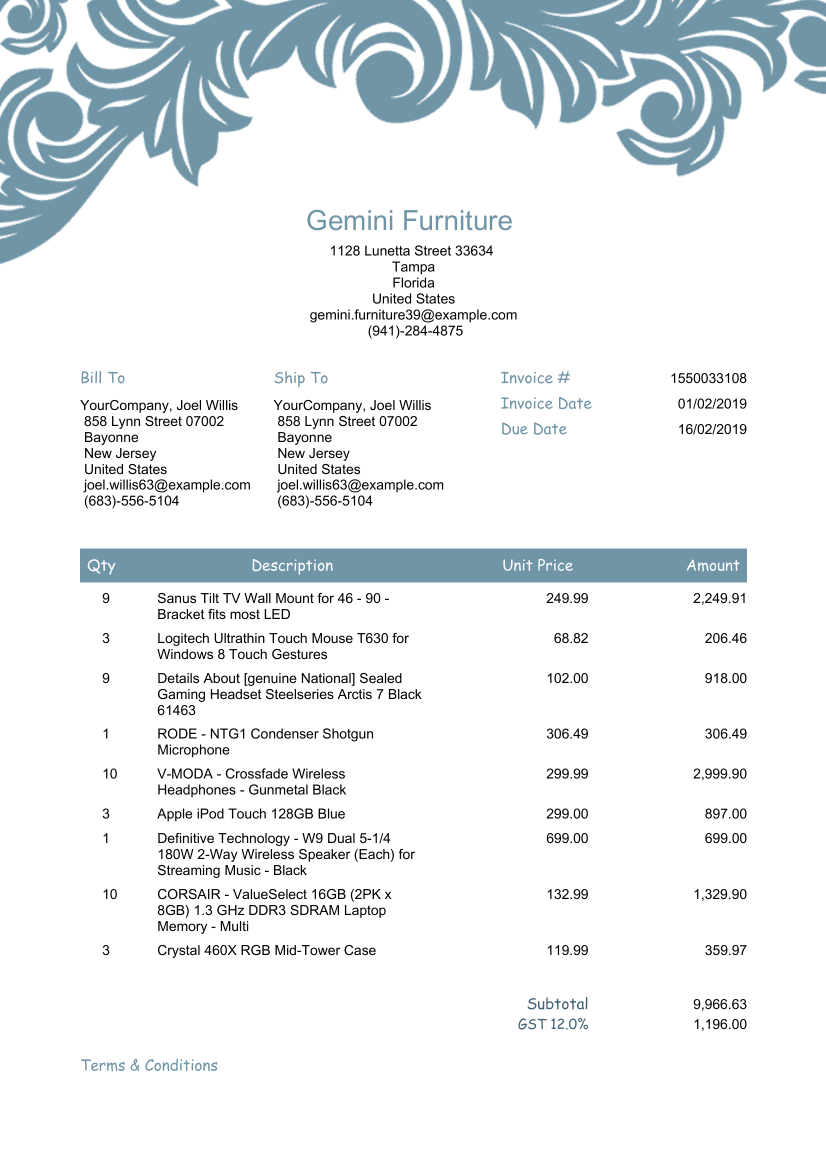 Gemini Furniture
1128 Lunetta Street 33634
Tampa
Florida
United States
gemini.furniture39@example.com
(941)-284-4875
Bill To
YourCompany, Joel Willis
858 Lynn Street 07002
Bayonne
New Jersey
United States
joel.willis63@example.com
(683)-556-5104
Ship To
YourCompany, Joel Willis
858 Lynn Street 07002
Bayonne
New Jersey
United States
joel.willis63@example.com
(683)-556-5104
Invoice # 1550033108
Invoice Date 01/02/2019
Due Date 16/02/2019
Qty Description Unit Price Amount
9 Sanus Tilt TV Wall Mount for 46 - 90 - 249.99 2,249.91
Bracket fits most LED
3 Logitech Ultrathin Touch Mouse T630 for 68.82 206.46
Windows 8 Touch Gestures
9 Details About [genuine National] Sealed 102.00 918.00
Gaming Headset Steelseries Arctis 7 Black
61463
1 RODE - NTG1 Condenser Shotgun 306.49 306.49
Microphone
10 V-MODA - Crossfade Wireless 299.99 2,999.90
Headphones - Gunmetal Black
3 Apple iPod Touch 128GB Blue 299.00 897.00
1 Definitive Technology - W9 Dual 5-1/4 699.00 699.00
180W 2-Way Wireless Speaker (Each) for
Streaming Music - Black
10 CORSAIR - ValueSelect 16GB (2PK x 132.99 1,329.90
8GB) 1.3 GHz DDR3 SDRAM Laptop
Memory - Multi
3 Crystal 460X RGB Mid-Tower Case 119.99 359.97
Subtotal 9,966.63
GST 12.0% 1,196.00
Terms & Conditions